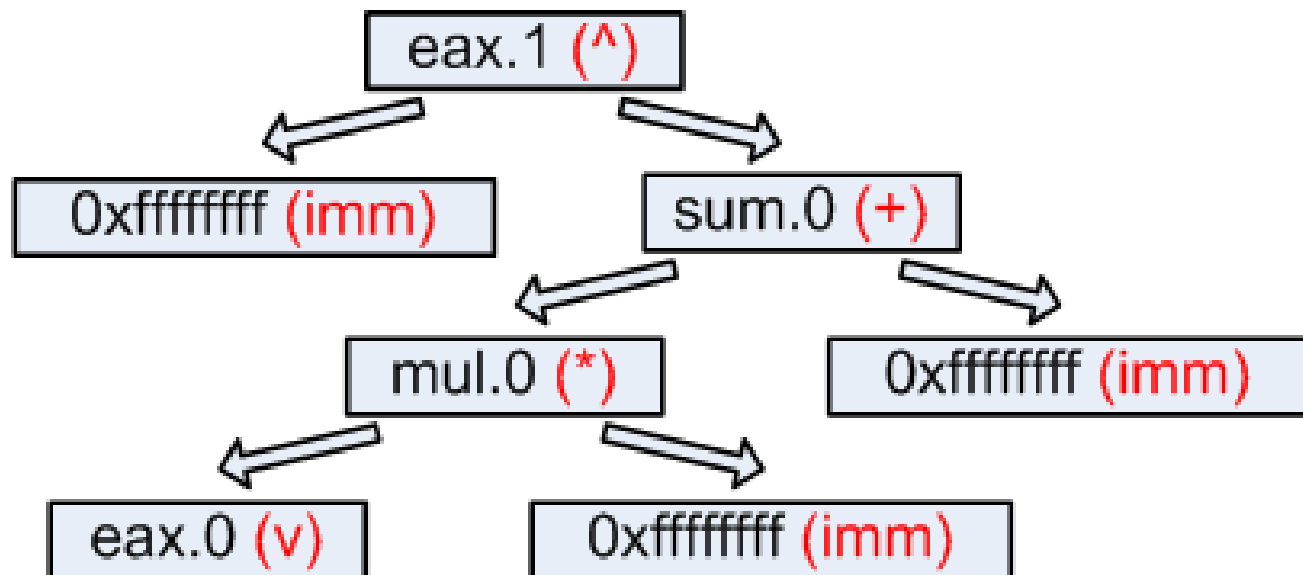 eax.1 (^)
0xffffffff (imm)
sum.0 (+)
mul.0 (*)
0xffffffff (imm)
eax.0 (v)
0xffffffff (imm)